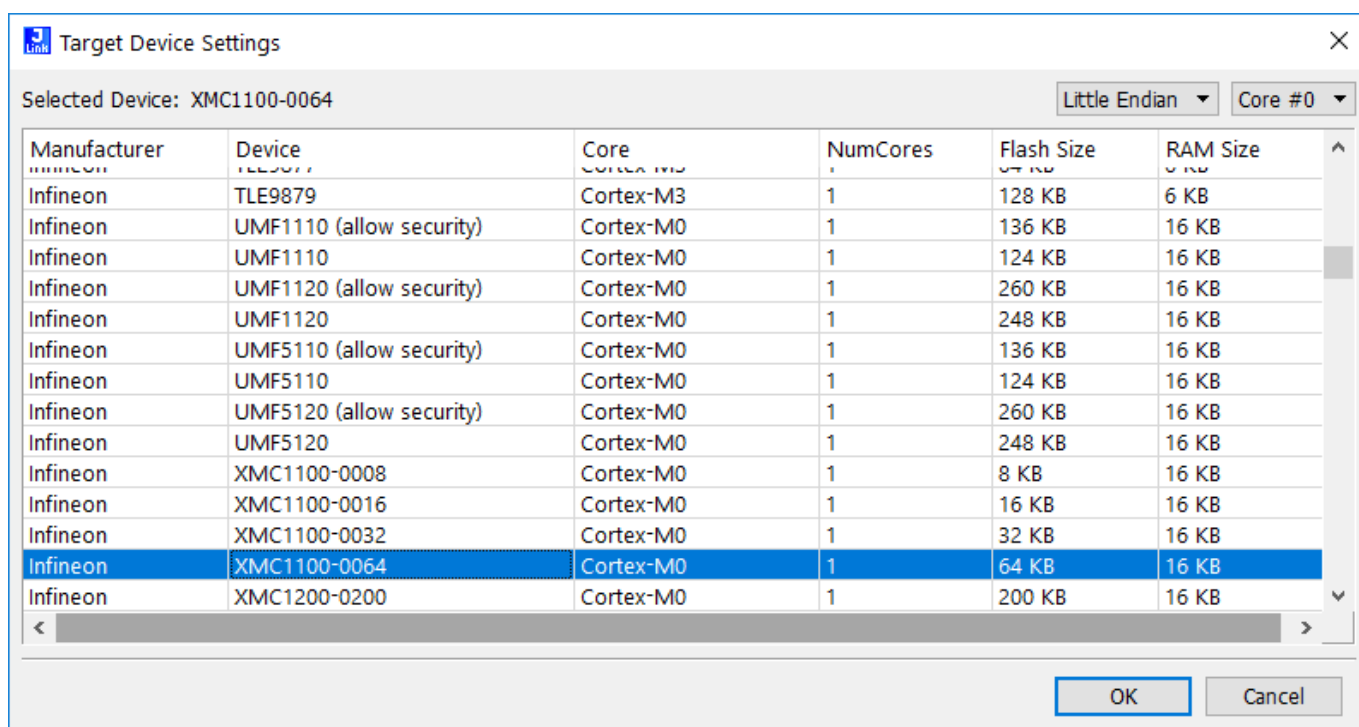 J Link Target Device Settings
Selected Device: XMC1100-0064 Little Endian Core #0
Manufacturer Device Core NumCores Flash Size RAM Size
Infineon TLE9879 Cortex-M3 1 128 KB 6 KB
Infineon UMF1110 (allow security) Cortex-M0 1 136 KB 16 KB
Infineon UMF1110 Cortex-M0 1 124 KB 16 KB
Infineon UMF1120 (allow security) Cortex-M0 1 260 KB 16 KB
Infineon UMF1120 Cortex-M0 1 248 KB 16 KB
Infineon UMF5110 (allow security) Cortex-M0 1 136 KB 16 KB
Infineon UMF5110 Cortex-M0 1 124 KB 16 KB
Infineon UMF5120 (allow security) Cortex-M0 1 260 KB 16 KB
Infineon UMF5120 Cortex-M0 1 248 KB 16 KB
Infineon XMC1100-0008 Cortex-M0 1 8 KB 16 KB
Infineon XMC1100-0016 Cortex-M0 1 16 KB 16 KB
Infineon XMC1100-0032 Cortex-M0 1 32 KB 16 KB
Infineon XMC1100-0064 Cortex-M0 1 64 KB 16 KB
Infineon XMC1200-0200 Cortex-M0 1 200 KB 16 KB
OK Cancel